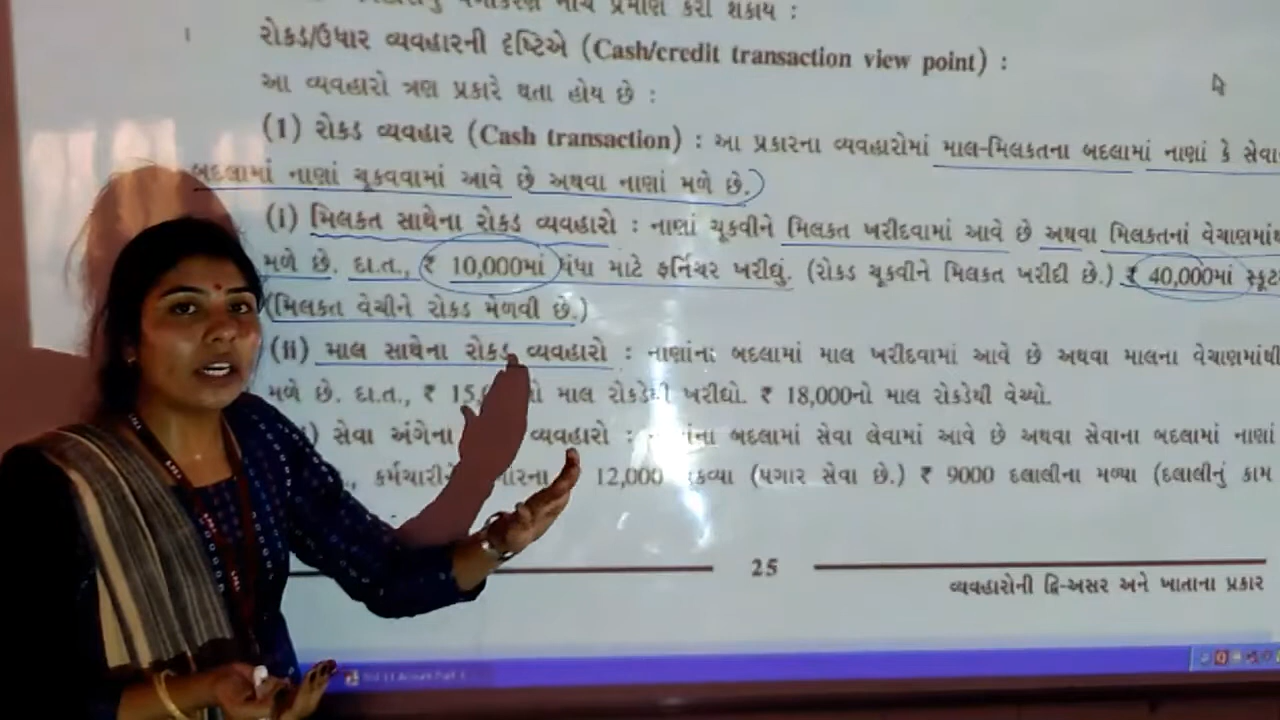 પ્રમાણે કરી શકાય :
રોકડ/ઉધાર વ્યવહારની દૃષ્ટિએ (Cash/credit transaction view point) :
આ વ્યવહારો ત્રણ પ્રકારે થતા હોય છે :
(1) રોકડ વ્યવહાર (Cash transaction) : આ પ્રકારના વ્યવહારોમાં માલ-મિલકતના બદલામાં નાણાં કે સેવા
બદલામાં નાણાં ચૂકવવામાં આવે છે અથવા નાણાં મળે છે.
(i) મિલકત સાથેના રોકડ વ્યવહારો : નાણાં ચૂકવીને મિલકત ખરીદવામાં આવે છે અથવા મિલકતનાં
મળે છે. દા.ત., ₹ 10,000માં ધંધા માટે ફર્નિચર ખરીદ્યું. (રોકડ ચૂકવીને મિલકત ખરીદી છે.) ₹ 40,000માં
(મિલકત વેચીને રોકડ મેળવી છે.)
(ii) માલ સાથેના રોકડ વ્યવહારો : બદલામાં માલ ખરીદવામાં આવે છે અથવા માલના વેચાણમાંથી
મળે છે. દા.ત., ₹ માલ ખરીદ્યો. ₹ 18,000નો માલ રોકડેથી વેચ્યો.
સેવા અંગેના વ્યવહારો : બદલામાં સેવા લેવામાં આવે છે અથવા સેવાના બદલામાં નાણાં
12,000 (પગાર સેવા છે.) ₹ 9000 દલાલીના મળ્યા (દલાલીનું કામ
25
વ્યવહારોની દ્વિ-અસર અને ખાતાના પ્રકાર